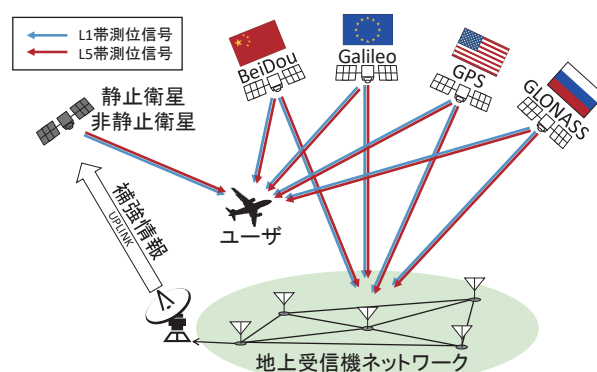 L1帯測位信号
L5帯測位信号
BeiDou
Galileo
GPS
GLONASS
静止衛星
非静止衛星
補強情報
UPLINK
ユーザ
地上受信機ネットワーク